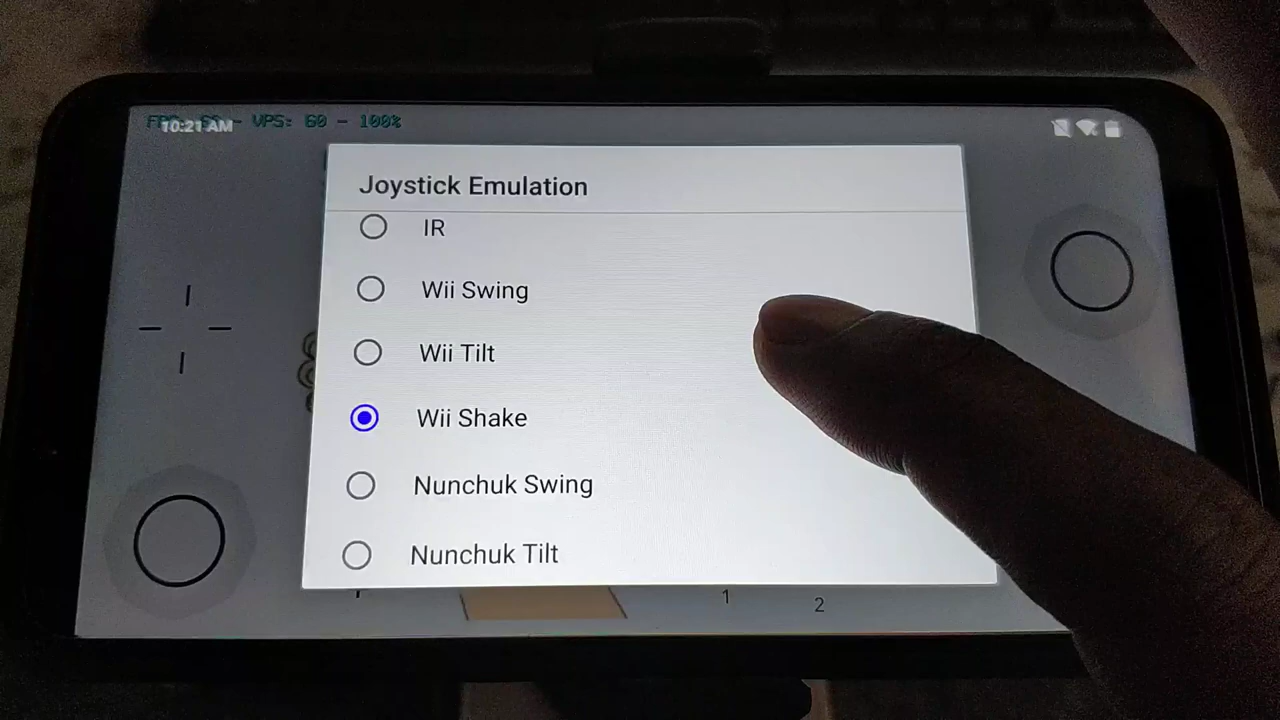 10:21 AM
VPS: 60 - 100%
Joystick Emulation
IR
Wii Swing
Wii Tilt
Wii Shake
Nunchuk Swing
Nunchuk Tilt
1
2